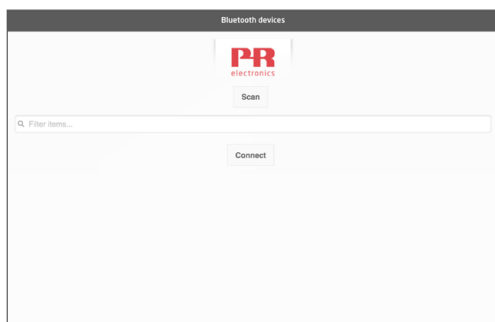 Bluetooth devices
PR
electronics
Scan
Filter items...
Connect